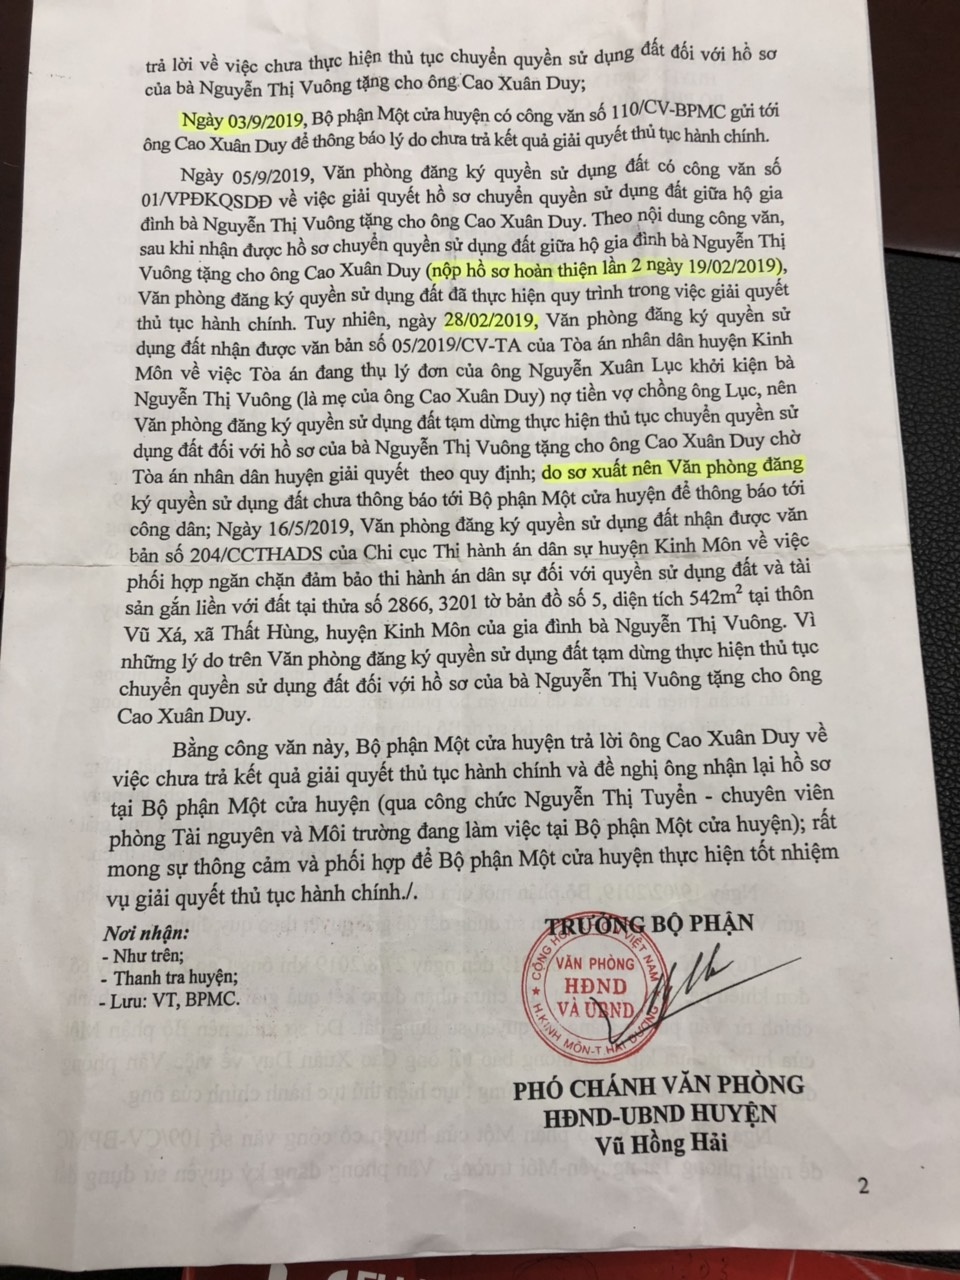 trả lời về việc chưa thực hiện thủ tục chuyển quyền sử dụng đất đối với hồ sơ
của bà Nguyễn Thị Vuông tặng cho ông Cao Xuân Duy;
Ngày 03/9/2019, Bộ phận Một cửa huyện có công văn số 110/CV-BPMC gửi tới
ông Cao Xuân Duy để thông báo lý do chưa trả kết quả giải quyết thủ tục hành chính.
Ngày 05/9/2019, Văn phòng đăng ký quyền sử dụng đất có công văn số
01/VPĐKQSDĐ về việc giải quyết hồ sơ chuyển quyền sử dụng đất giữa hộ gia
đình bà Nguyễn Thị Vuông tặng cho ông Cao Xuân Duy. Theo nội dung công văn,
sau khi nhận được hồ sơ chuyển quyền sử dụng đất giữa hộ gia đình bà Nguyễn Thị
Vuông tặng cho ông Cao Xuân Duy (nộp hồ sơ hoàn thiện lần 2 ngày 19/02/2019),
Văn phòng đăng ký quyền sử dụng đất đã thực hiện quy trình trong việc giải quyết
thủ tục hành chính. Tuy nhiên, ngày 28/02/2019, Văn phòng đăng ký quyền sử
dụng đất nhận được văn bản số 05/2019/CV-TA của Tòa án nhân dân huyện Kinh
Môn về việc Tòa án đang thụ lý đơn của ông Nguyễn Xuân Lục khởi kiện bà
Nguyễn Thị Vuông (là mẹ của ông Cao Xuân Duy) nợ tiền vợ chồng ông Lục, nên
Văn phòng đăng ký quyền sử dụng đất tạm dừng thực hiện thủ tục chuyển quyền sử
dụng đất đối với hồ sơ của bà Nguyễn Thị Vuông tặng cho ông Cao Xuân Duy chờ
Tòa án nhân dân huyện giải quyết theo quy định; do sơ xuất nên Văn phòng đăng
ký quyền sử dụng đất chưa thông báo tới Bộ phận Một cửa huyện để thông báo tới
công dân; Ngày 16/5/2019, Văn phòng đăng ký quyền sử dụng đất nhận được văn
bản số 204/CCTHADS của Chi cục Thi hành án dân sự huyện Kinh Môn về việc
phối hợp ngăn chặn đảm bảo thi hành án dân sự đối với quyền sử dụng đất và tài
sản gắn liền với đất tại thửa số 2866, 3201 tờ bản đồ số 5, diện tích 542m² tại thôn
Vũ Xá, xã Thất Hùng, huyện Kinh Môn của gia đình bà Nguyễn Thị Vuông. Vì
những lý do trên Văn phòng đăng ký quyền sử dụng đất tạm dừng thực hiện thủ tục
chuyển quyền sử dụng đất đối với hồ sơ của bà Nguyễn Thị Vuông tặng cho ông
Cao Xuân Duy.
Bằng công văn này, Bộ phận Một cửa huyện trả lời ông Cao Xuân Duy về
việc chưa trả kết quả giải quyết thủ tục hành chính và đề nghị ông nhận lại hồ sơ
tại Bộ phận Một cửa huyện (qua công chức Nguyễn Thị Tuyển - chuyên viên
phòng Tài nguyên và Môi trường đang làm việc tại Bộ phận Một cửa huyện); rất
mong sự thông cảm và phối hợp để Bộ phận Một cửa huyện thực hiện tốt nhiệm
vụ giải quyết thủ tục hành chính./.
Nơi nhận:
- Như trên;
- Thanh tra huyện;
- Lưu: VT, BPMC.
TRƯỞNG BỘ PHẬN
VĂN PHÒNG
HĐND
VÀ UBND
H.KINH MÔN-T HẢI DƯƠNG
PHÓ CHÁNH VĂN PHÒNG
HĐND-UBND HUYỆN
Vũ Hồng Hải
2